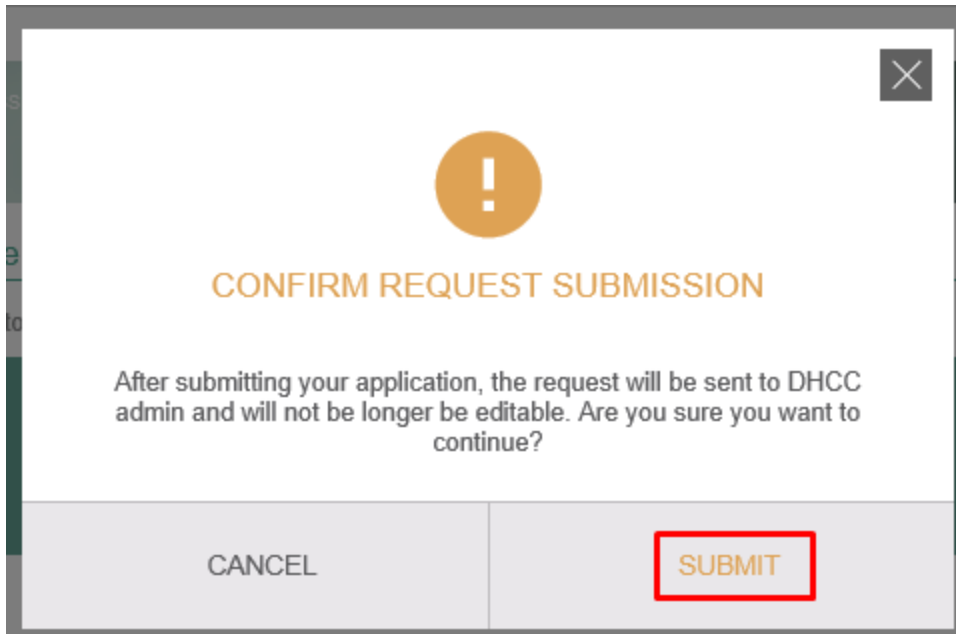 CONFIRM REQUEST SUBMISSION
After submitting your application, the request will be sent to DHCC
admin and will not be longer be editable. Are you sure you want to
continue?
CANCEL
SUBMIT